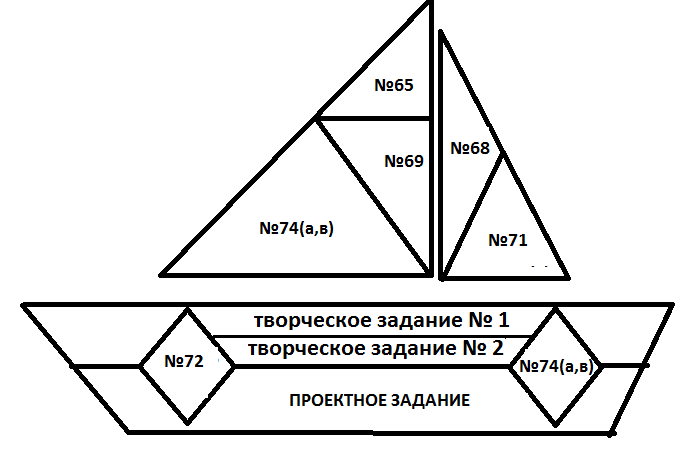 №65
№68
№69
№74(а,в)
№71
творческое задание № 1
творческое задание № 2
№72
№74(а,в)
ПРОЕКТНОЕ ЗАДАНИЕ